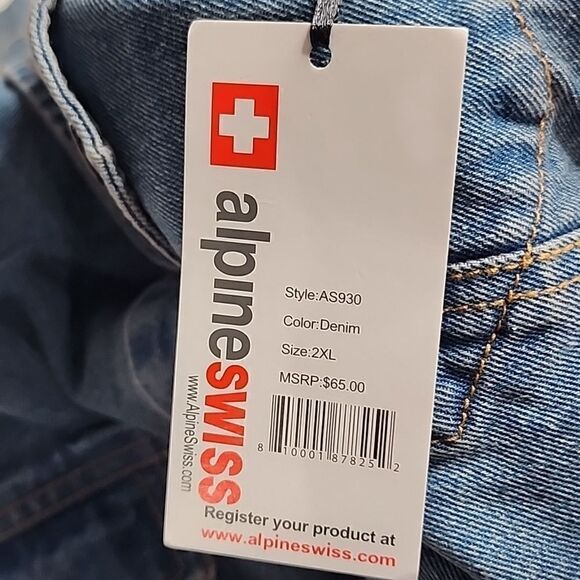 alpineswiss
www.AlpineSwiss.com
Style:AS930
Color:Denim
Size:2XL
MSRP:$65.00
8 10001 87825 2
Register your product at
www.alpineswiss.com